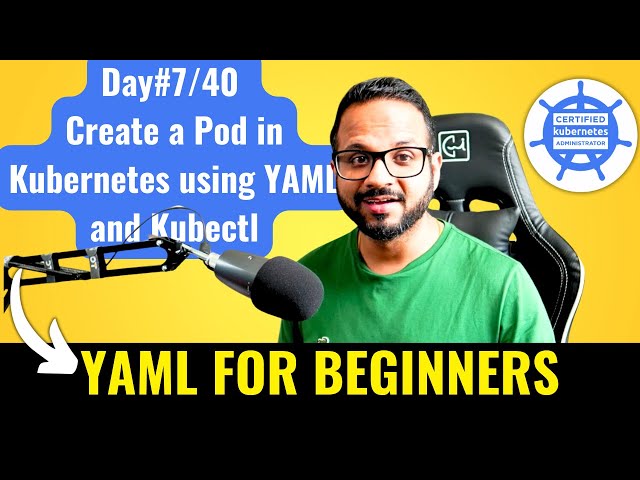 Day#7/40
Create a Pod in
Kubernetes using YAML
and Kubectl
CERTIFIED
kubernetes
ADMINISTRATOR
YAML FOR BEGINNERS